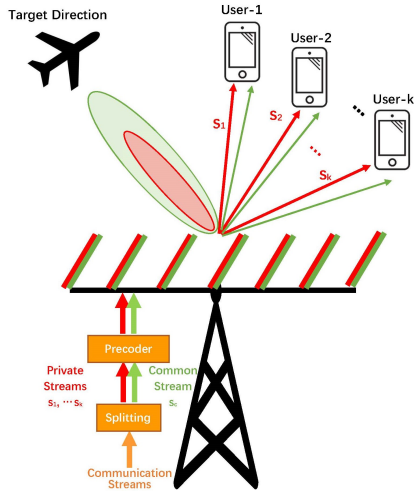 Target Direction
User-1
User-2
User-k
S₁
S₂
Sₖ
Precoder
Private
Streams
s₁, ··· sₖ
Common
Stream
s꜀
Splitting
Communication
Streams